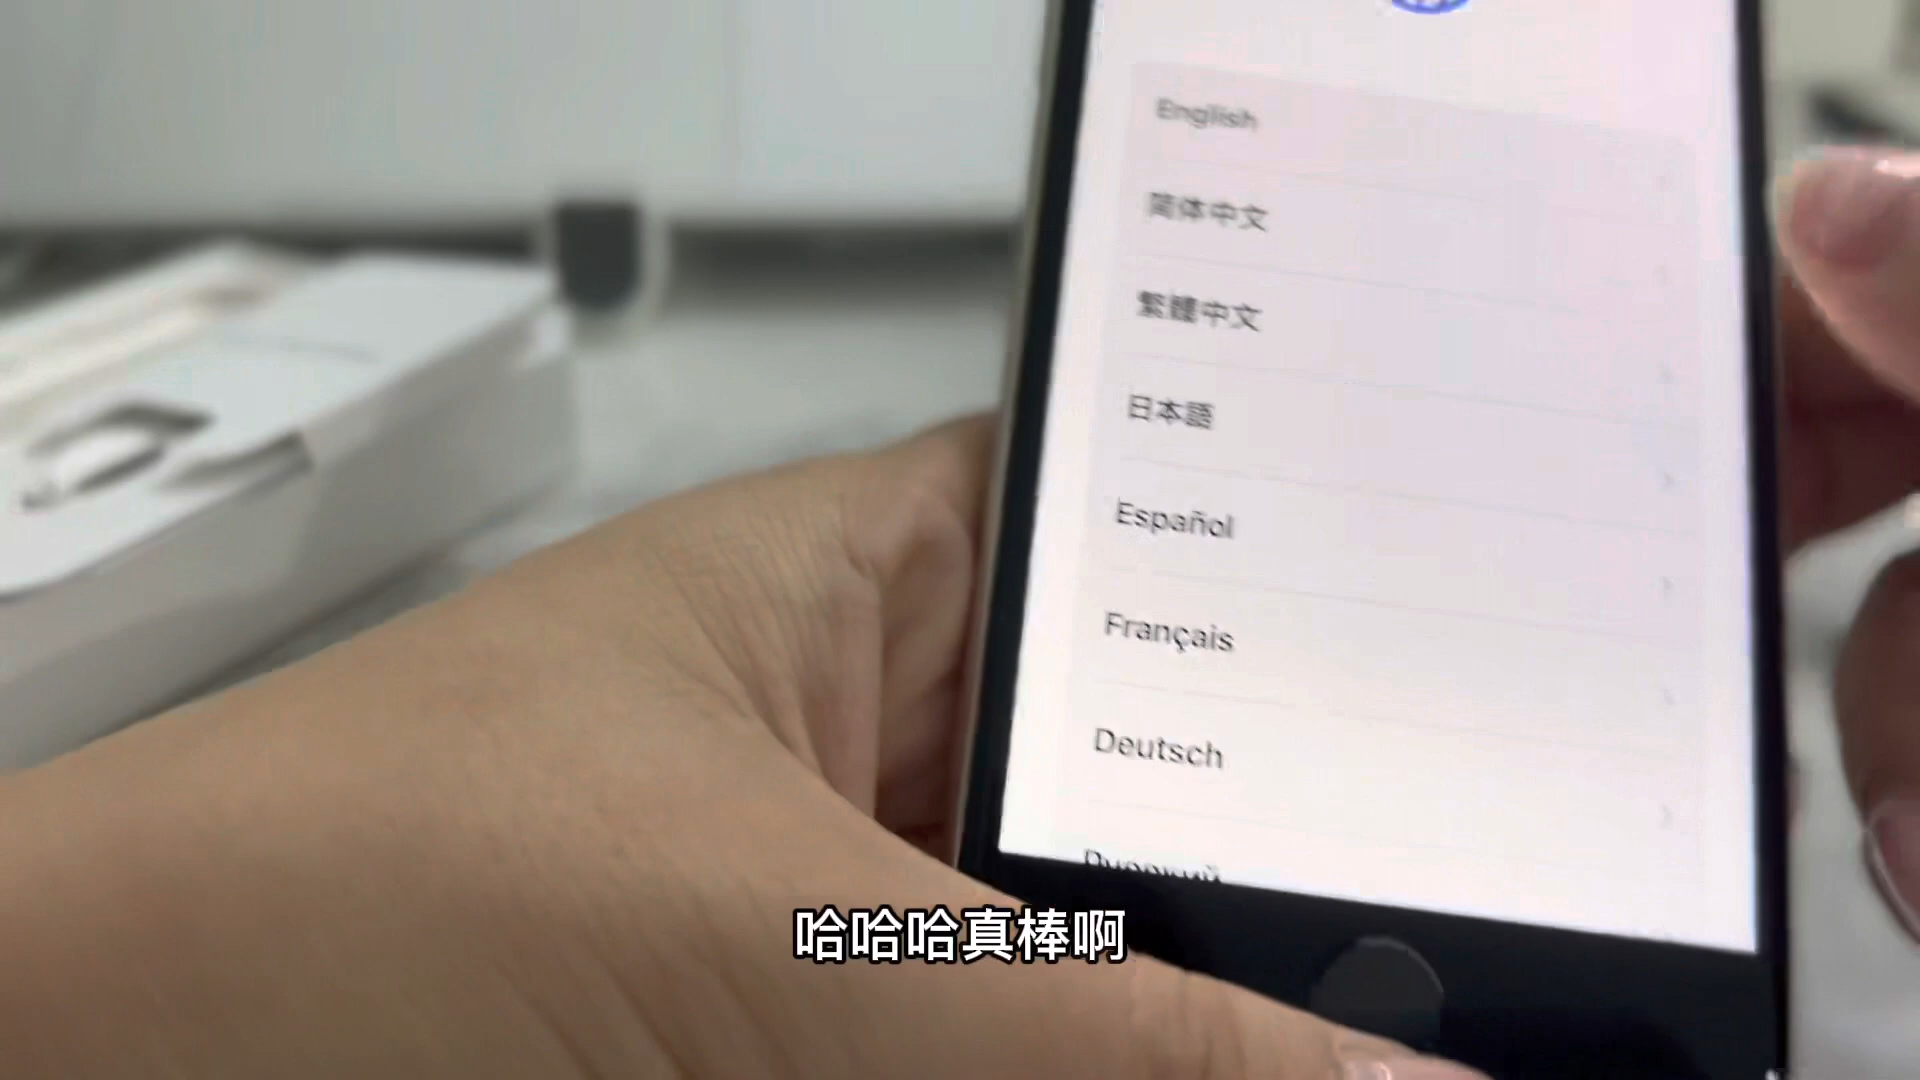 English
简体中文
繁體中文
日本語
Español
Français
Deutsch
Русский
哈哈哈真棒啊